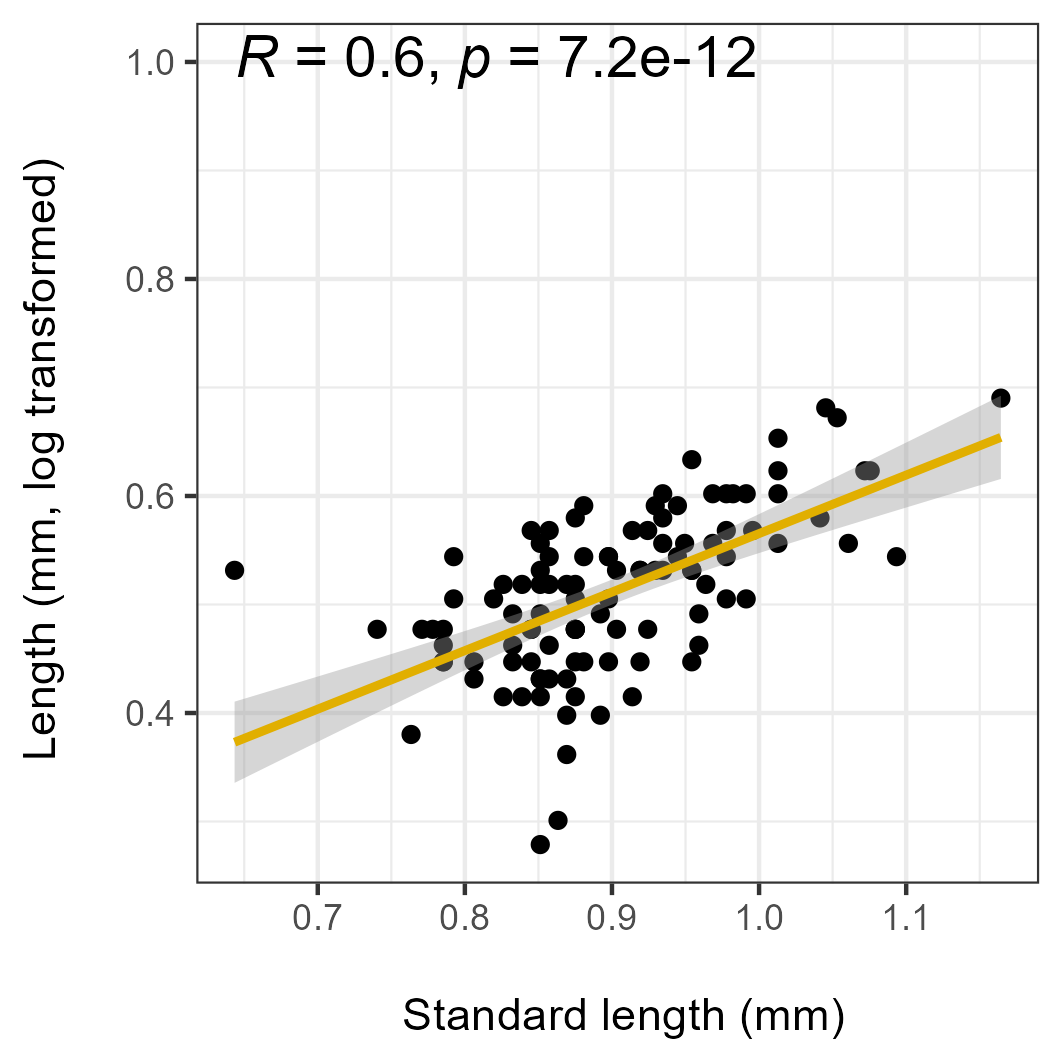 R = 0.6, p = 7.2e-12
1.0
0.8
0.6
0.4
Length (mm, log transformed)
0.7 0.8 0.9 1.0 1.1
Standard length (mm)